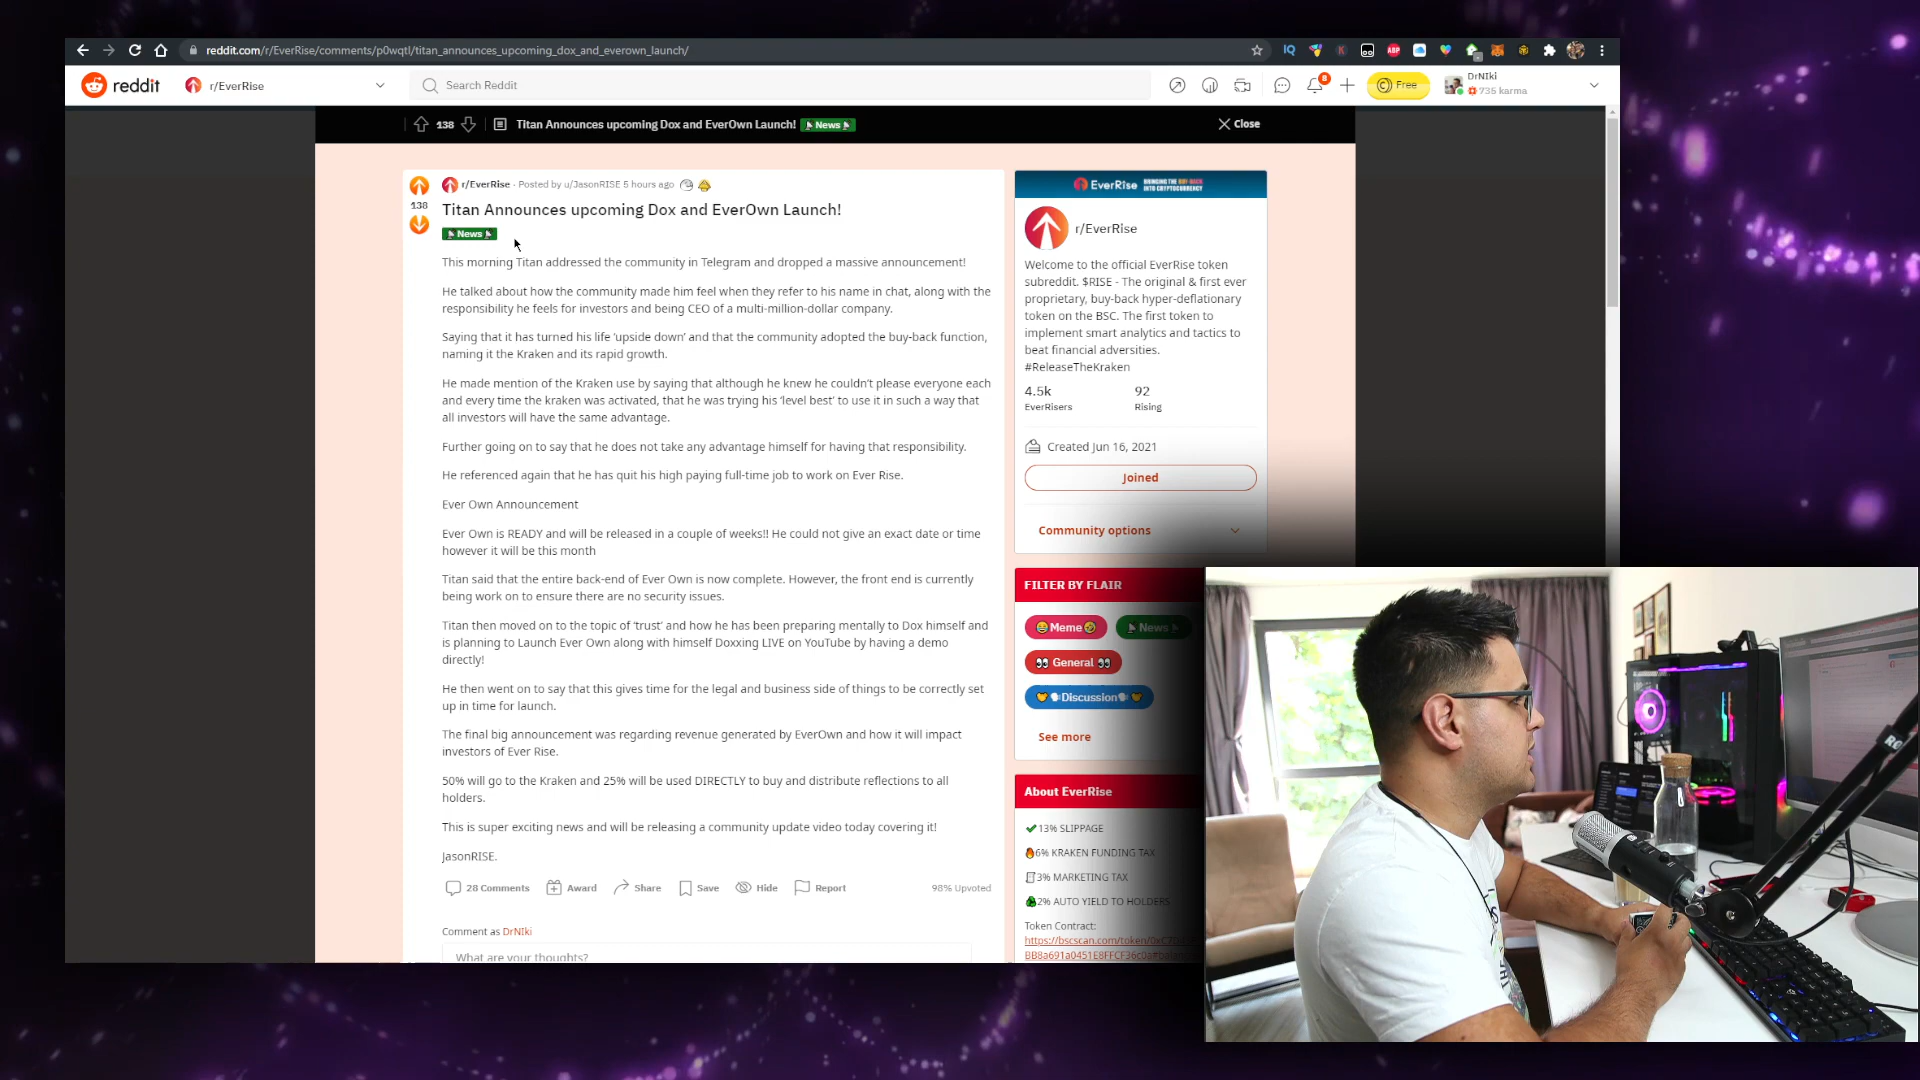 reddit.com/r/EverRise/comments/p0wqtl/titan_announces_upcoming_dox_and_everown_launch/
reddit
r/EverRise
Search Reddit
8
Free
DrNIki
735 karma
138
Titan Announces upcoming Dox and EverOwn Launch!
News
Close
r/EverRise · Posted by u/JasonRISE 5 hours ago
138
Titan Announces upcoming Dox and EverOwn Launch!
News
This morning Titan addressed the community in Telegram and dropped a massive announcement!
He talked about how the community made him feel when they refer to his name in chat, along with the
responsibility he feels for investors and being CEO of a multi-million-dollar company.
Saying that it has turned his life ‘upside down’ and that the community adopted the buy-back function,
naming it the Kraken and its rapid growth.
He made mention of the Kraken use by saying that although he knew he couldn’t please everyone each
and every time the kraken was activated, that he was trying his ‘level best’ to use it in such a way that
all investors will have the same advantage.
Further going on to say that he does not take any advantage himself for having that responsibility.
He referenced again that he has quit his high paying full-time job to work on Ever Rise.
Ever Own Announcement
Ever Own is READY and will be released in a couple of weeks!! He could not give an exact date or time
however it will be this month
Titan said that the entire back-end of Ever Own is now complete. However, the front end is currently
being work on to ensure there are no security issues.
Titan then moved on to the topic of ‘trust’ and how he has been preparing mentally to Dox himself and
is planning to Launch Ever Own along with himself Doxxing LIVE on YouTube by having a demo
directly!
He then went on to say that this gives time for the legal and business side of things to be correctly set
up in time for launch.
The final big announcement was regarding revenue generated by EverOwn and how it will impact
investors of Ever Rise.
50% will go to the Kraken and 25% will be used DIRECTLY to buy and distribute reflections to all
holders.
This is super exciting news and will be releasing a community update video today covering it!
JasonRISE.
28 Comments
Award
Share
Save
Hide
Report
98% Upvoted
Comment as DrNIki
What are your thoughts?
EverRise BRINGING THE BUY-BACK
INTO CRYPTOCURRENCY
r/EverRise
Welcome to the official EverRise token
subreddit. $RISE - The original & first ever
proprietary, buy-back hyper-deflationary
token on the BSC. The first token to
implement smart analytics and tactics to
beat financial adversities.
#ReleaseTheKraken
4.5k
92
EverRisers
Rising
Created Jun 16, 2021
Joined
Community options
FILTER BY FLAIR
Meme
News
General
Discussion
See more
About EverRise
13% SLIPPAGE
6% KRAKEN FUNDING TAX
3% MARKETING TAX
2% AUTO YIELD TO HOLDERS
Token Contract:
https://bscscan.com/token/0xC7